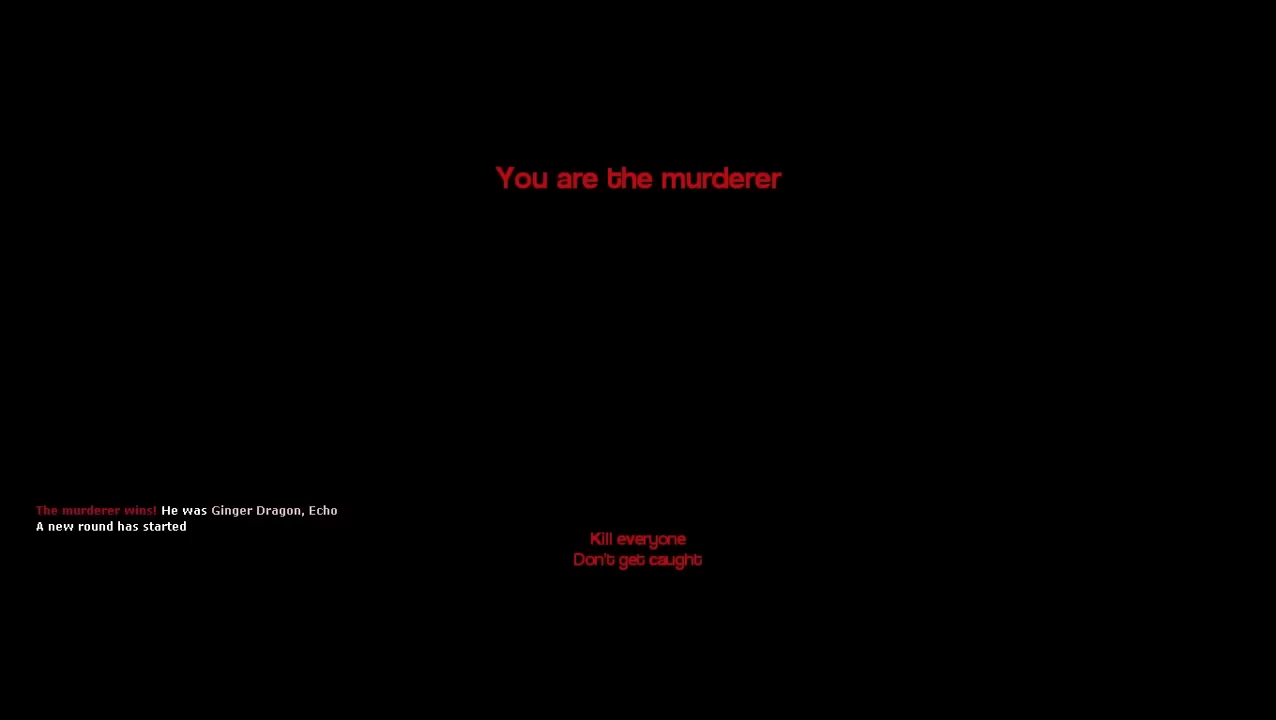 You are the murderer
The murderer wins! He was Ginger Dragon, Echo
A new round has started
Kill everyone
Don't get caught